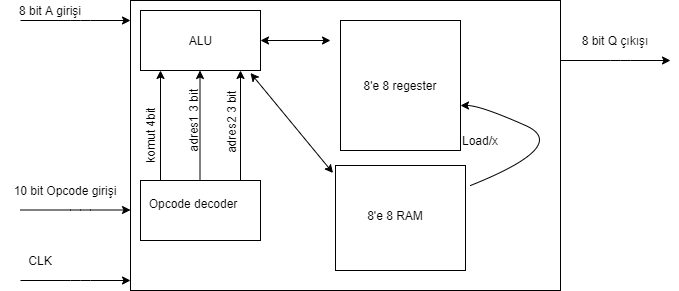 8 bit A girişi
ALU
8 bit Q çıkışı
8'e 8 regester
komut 4bit
adres1 3 bit
adres2 3 bit
Load/x
10 bit Opcode girişi
Opcode decoder
8'e 8 RAM
CLK